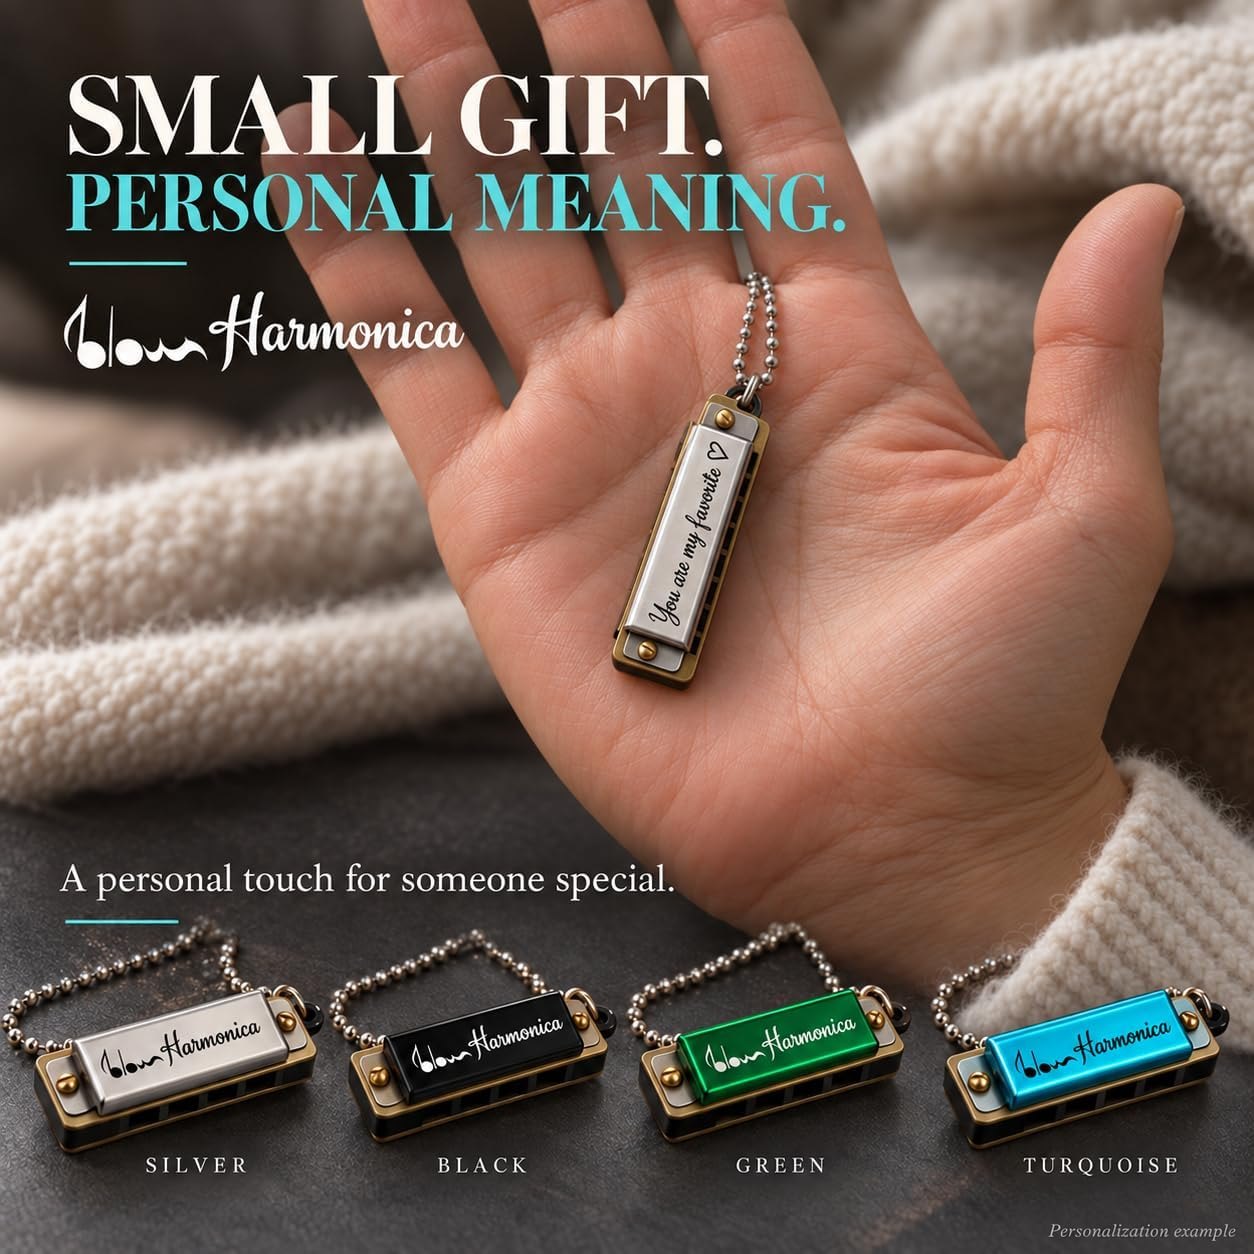 SMALL GIFT.
PERSONAL MEANING.
blow Harmonica
You are my favorite ♡
A personal touch for someone special.
blow Harmonica
blow Harmonica
blow Harmonica
blow Harmonica
SILVER
BLACK
GREEN
TURQUOISE
Personalization example